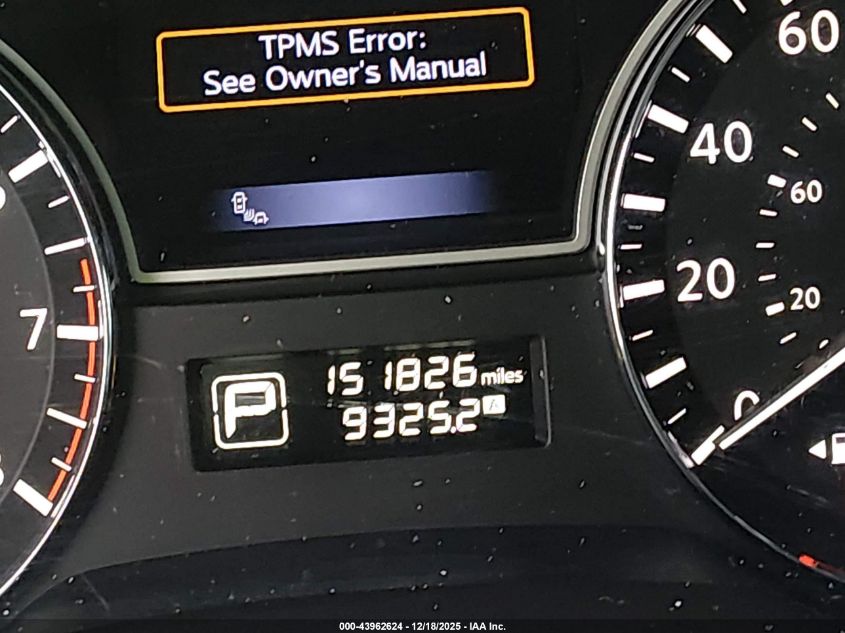 TPMS Error:
See Owner's Manual
60
40
60
20
20
0
7
P
151826 miles
9325.2 A
000-43962624 - 12/18/2025 - IAA Inc.